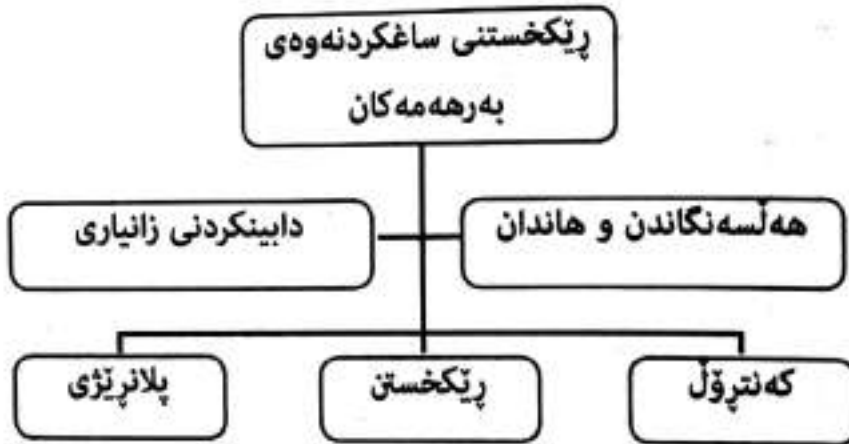 ڕێکخستنی ساغکردنەوەی
بەرهەمەکان
هەڵسەنگاندن و هاندان
دابینکردنی زانیاری
کەنترۆڵ
ڕێکخستن
پلانڕێژی